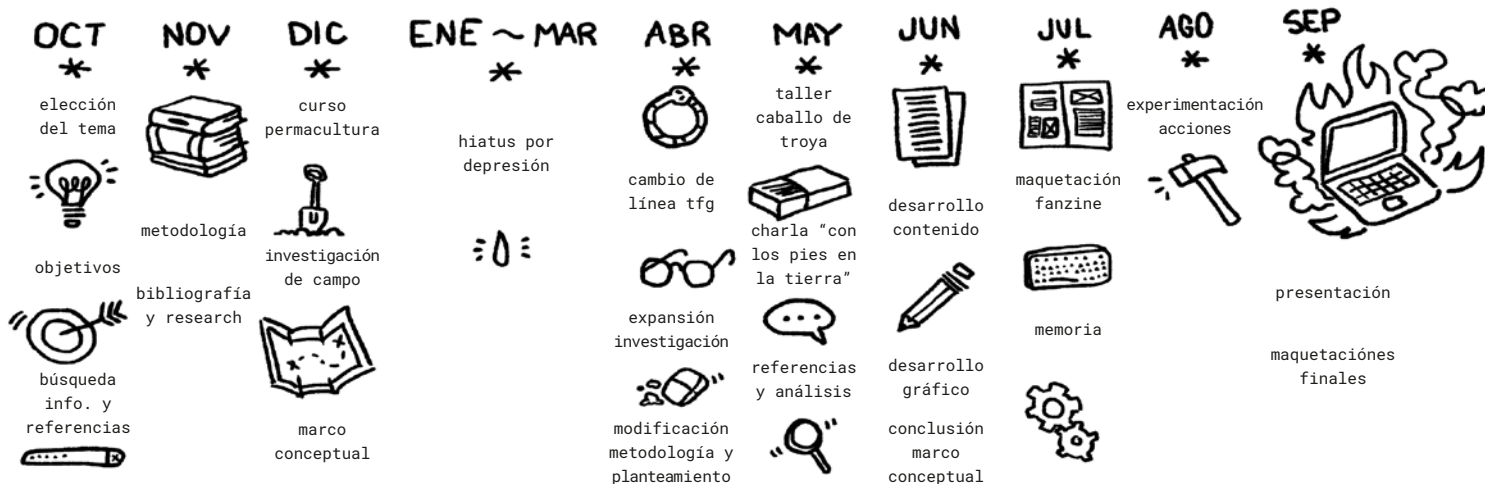 OCT
elección
del tema
objetivos
búsqueda
info. y
referencias
NOV
metodología
bibliografía
y research
DIC
curso
permacultura
U
investigación
de campo
marco
conceptual
ENE ~ MAR
hiatus por
depresión
ABR
cambio de
línea tfg
expansión
investigación
modificación
metodología y
planteamiento
MAY
taller
caballo de
troya
charla “con
los pies en
la tierra”
referencias
y análisis
JUN
desarrollo
contenido
desarrollo
gráfico
conclusión
marco
conceptual
JUL
maquetación
fanzine
memoria
AGO
experimentación
acciones
SEP
presentación
maquetaciónes
finales